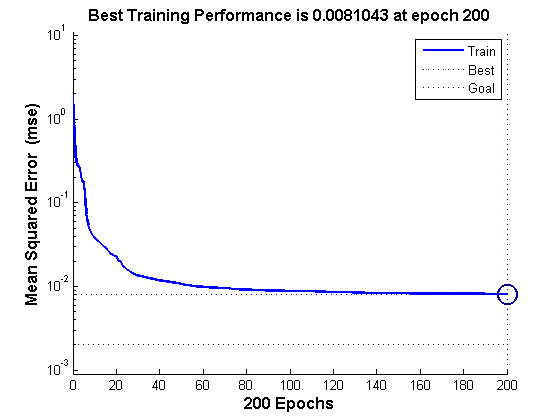 Best Training Performance is 0.0081043 at epoch 200
Train
Best
Goal
10^1
10^0
10^-1
10^-2
10^-3
Mean Squared Error (mse)
0 20 40 60 80 100 120 140 160 180 200
200 Epochs